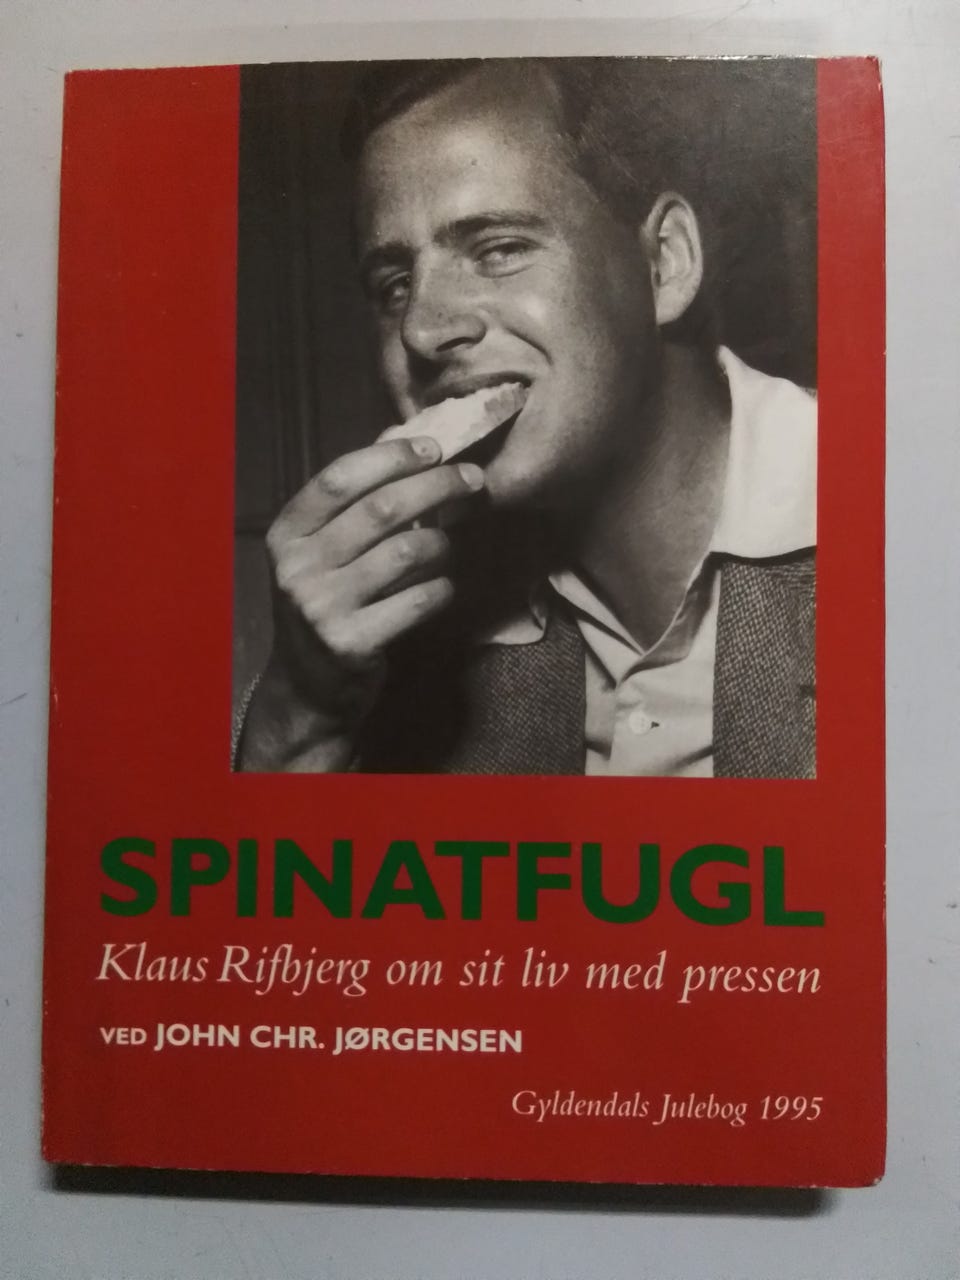 SPINATFUGL
Klaus Rifbjerg om sit liv med pressen
VED JOHN CHR. JØRGENSEN
Gyldendals Julebog 1995